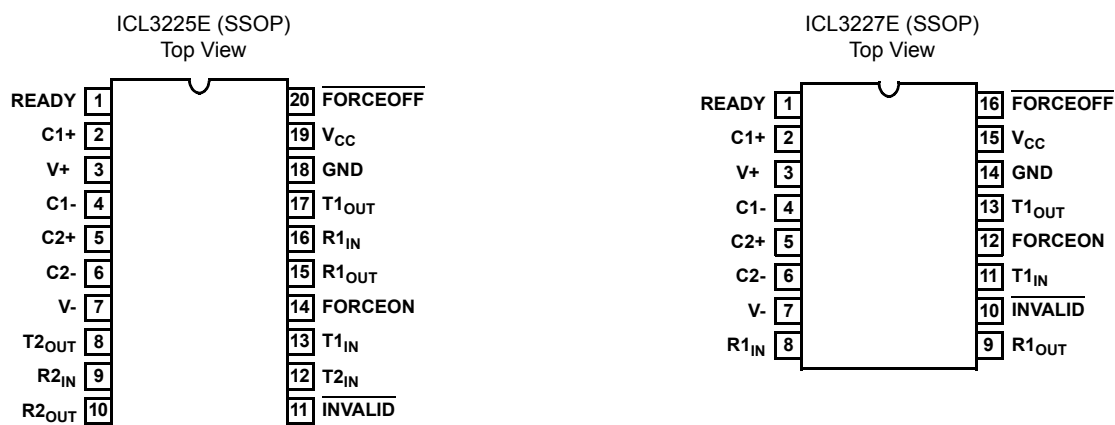 ICL3225E (SSOP)
Top View
READY 1 20 FORCEOFF
C1+ 2 19 VCC
V+ 3 18 GND
C1- 4 17 T1OUT
C2+ 5 16 R1IN
C2- 6 15 R1OUT
V- 7 14 FORCEON
T2OUT 8 13 T1IN
R2IN 9 12 T2IN
R2OUT 10 11 INVALID
ICL3227E (SSOP)
Top View
READY 1 16 FORCEOFF
C1+ 2 15 VCC
V+ 3 14 GND
C1- 4 13 T1OUT
C2+ 5 12 FORCEON
C2- 6 11 T1IN
V- 7 10 INVALID
R1IN 8 9 R1OUT